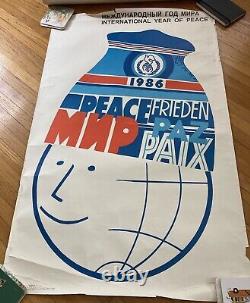 МЕЖДУНАРОДНЫЙ ГОД МИРА
INTERNATIONAL YEAR OF PEACE
1986
PEACE FRIEDEN
МИР PAZ
PAIX